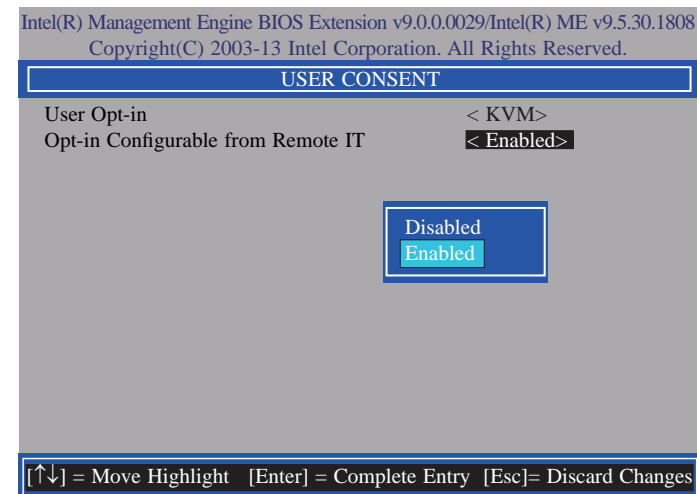 Intel(R) Management Engine BIOS Extension v9.0.0.0029/Intel(R) ME v9.5.30.1808
Copyright(C) 2003-13 Intel Corporation. All Rights Reserved.
USER CONSENT
User Opt-in < KVM>
Opt-in Configurable from Remote IT < Enabled>
Disabled
Enabled
[↑↓] = Move Highlight [Enter] = Complete Entry [Esc]= Discard Changes